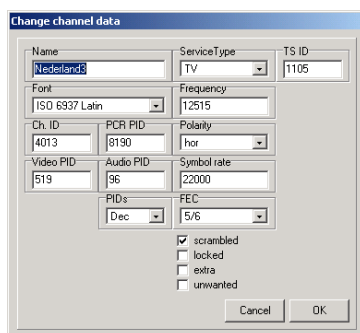 Change channel data
Name ServiceType TS ID
Nederland3 TV 1105
Font Frequency
ISO 6937 Latin 12515
Ch. ID PCR PID Polarity
4013 8190 hor
Video PID Audio PID Symbol rate
519 96 22000
PIDs FEC
Dec 5/6
scrambled
locked
extra
unwanted
Cancel OK